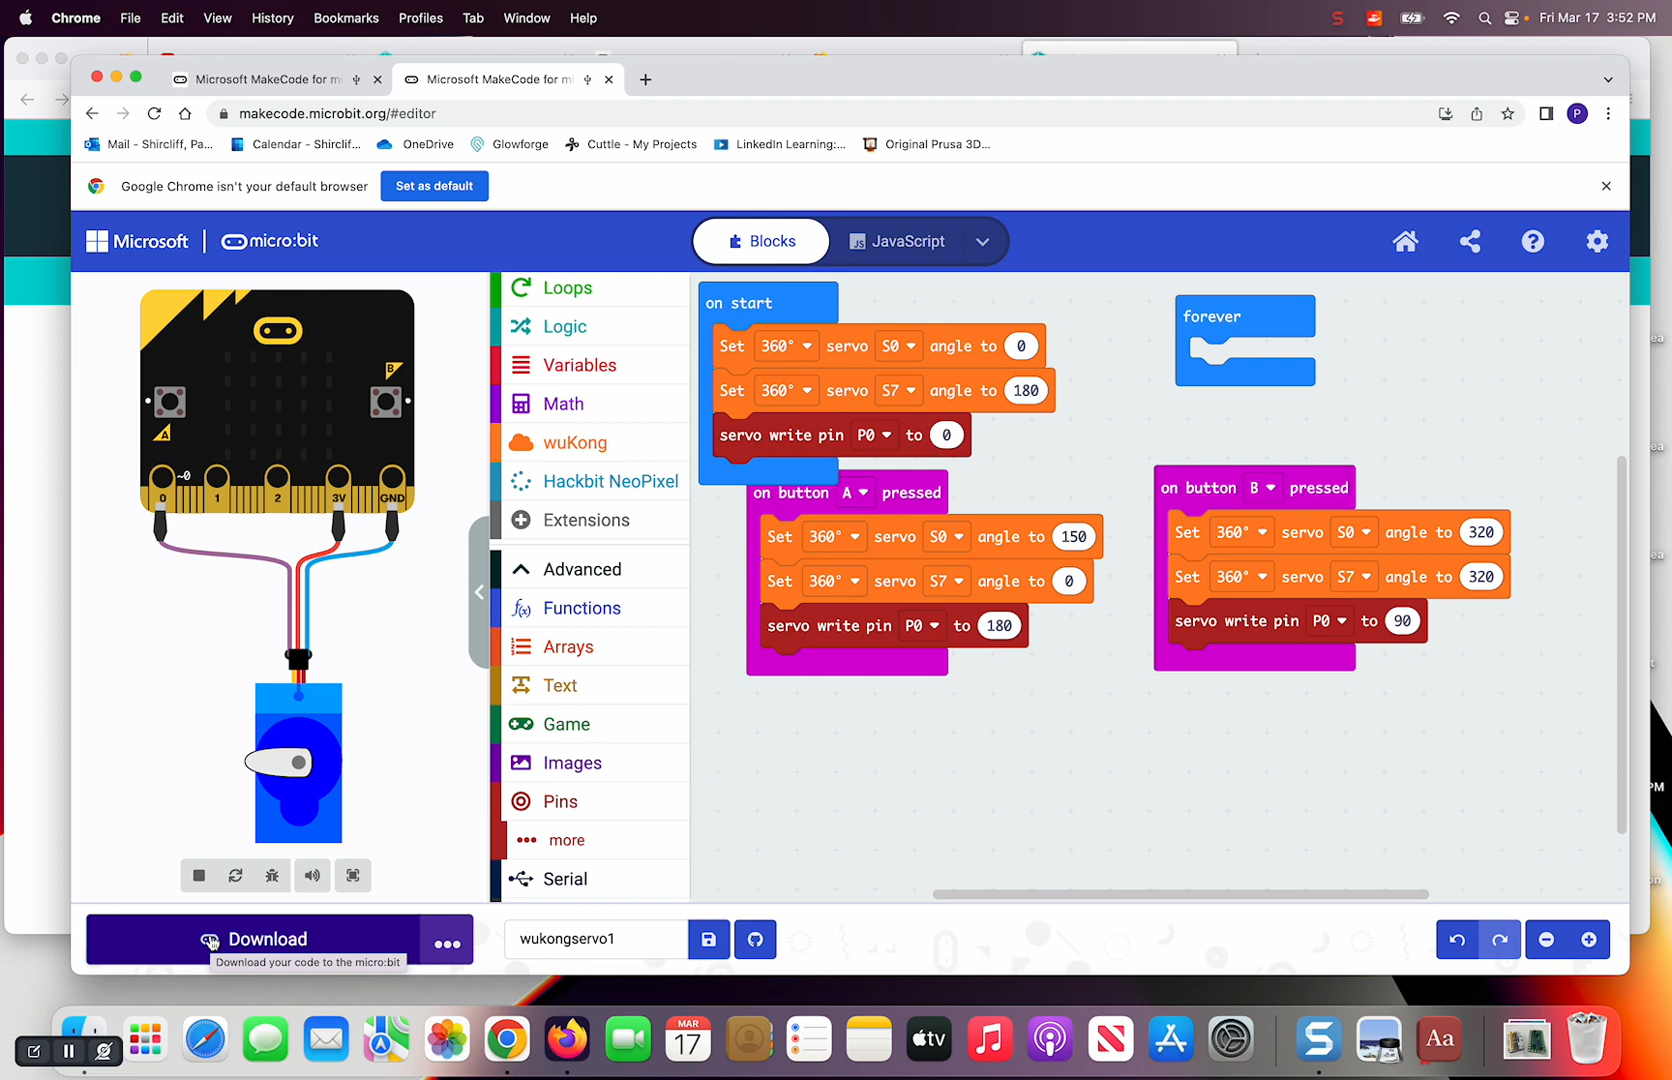 Chrome File Edit View History Bookmarks Profiles Tab Window Help
S
Fri Mar 17 3:52 PM
Microsoft MakeCode for mi
Microsoft MakeCode for mi
makecode.microbit.org/#editor
P
Mail - Shircliff, Pa...
Calendar - Shirclif...
OneDrive
Glowforge
Cuttle - My Projects
LinkedIn Learning:...
Original Prusa 3D...
Google Chrome isn't your default browser
Set as default
Microsoft
micro:bit
Blocks
JS JavaScript
A
B
~0
0 1 2 3V GND
Loops
Logic
Variables
Math
wuKong
Hackbit NeoPixel
Extensions
Advanced
f(x) Functions
Arrays
Text
Game
Images
Pins
more
Serial
on start
Set 360° servo S0 angle to 0
Set 360° servo S7 angle to 180
servo write pin P0 to 0
forever
on button A pressed
Set 360° servo S0 angle to 150
Set 360° servo S7 angle to 0
servo write pin P0 to 180
on button B pressed
Set 360° servo S0 angle to 320
Set 360° servo S7 angle to 320
servo write pin P0 to 90
Download
Download your code to the micro:bit
wukongservo1
MAR
17
tv
S
Aa